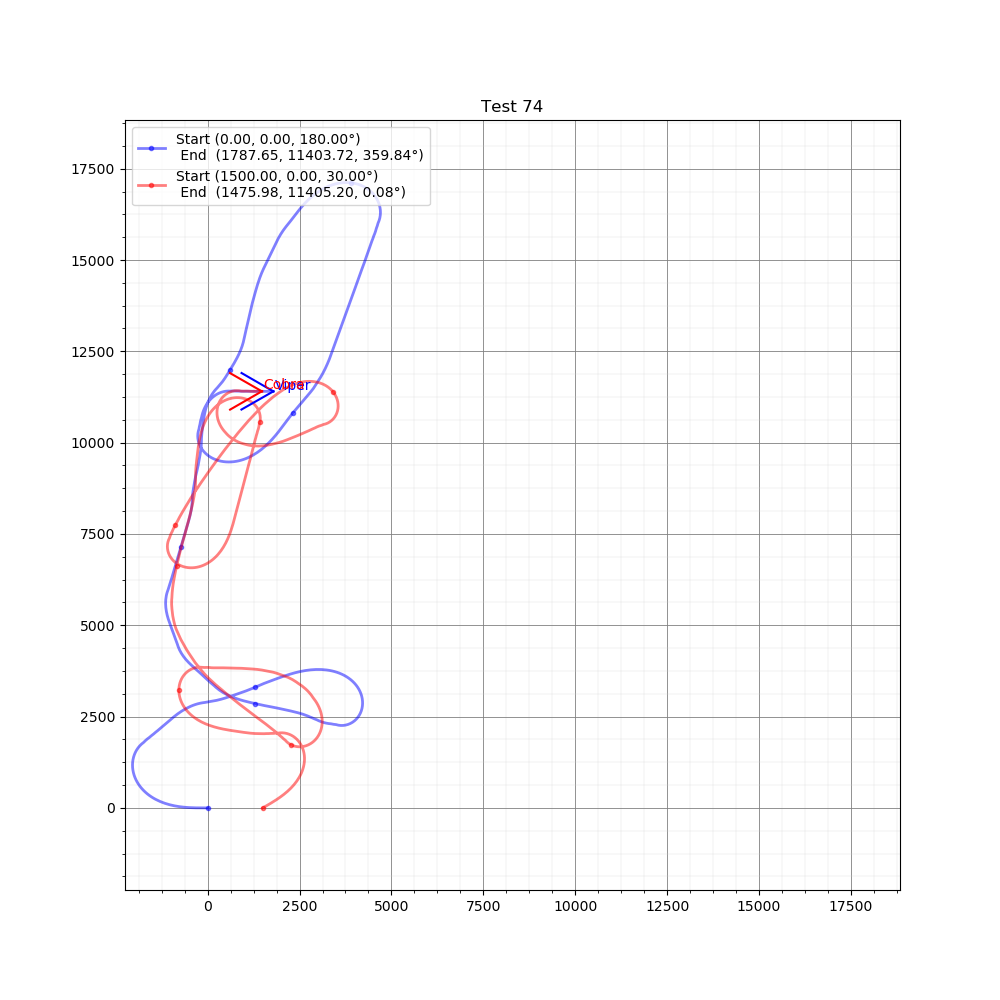 Test 74
Start (0.00, 0.00, 180.00°)
End (1787.65, 11403.72, 359.84°)
Start (1500.00, 0.00, 30.00°)
End (1475.98, 11405.20, 0.08°)
17500
15000
12500
10000
7500
5000
2500
0
Cobra Viper
0 2500 5000 7500 10000 12500 15000 17500